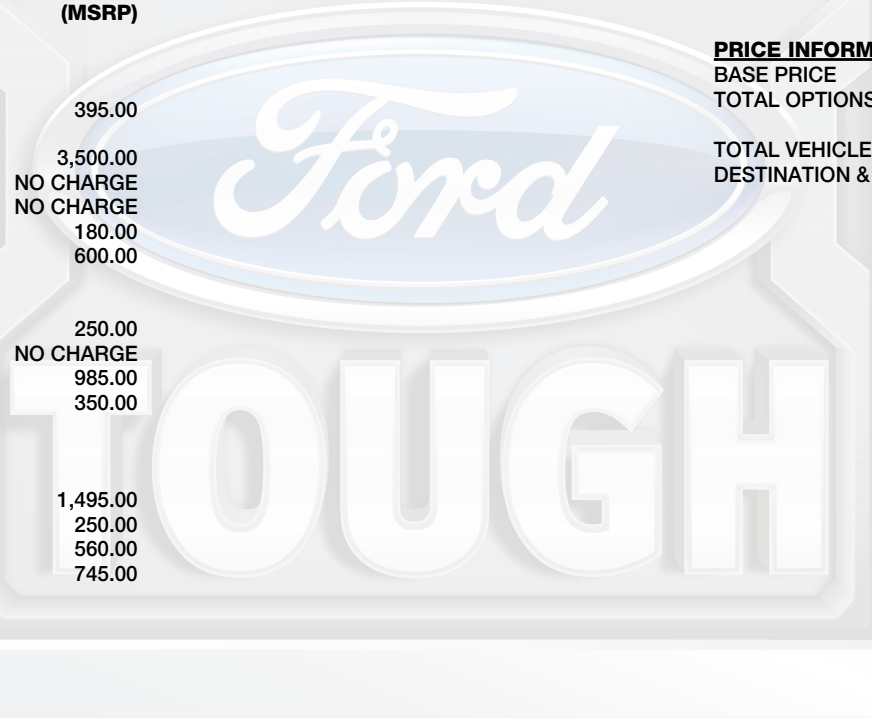 (MSRP)
395.00
3,500.00
NO CHARGE
NO CHARGE
180.00
600.00
250.00
NO CHARGE
985.00
350.00
1,495.00
250.00
560.00
745.00
PRICE INFORM
BASE PRICE
TOTAL OPTIONS
TOTAL VEHICLE
DESTINATION &
Ford
TOUGH